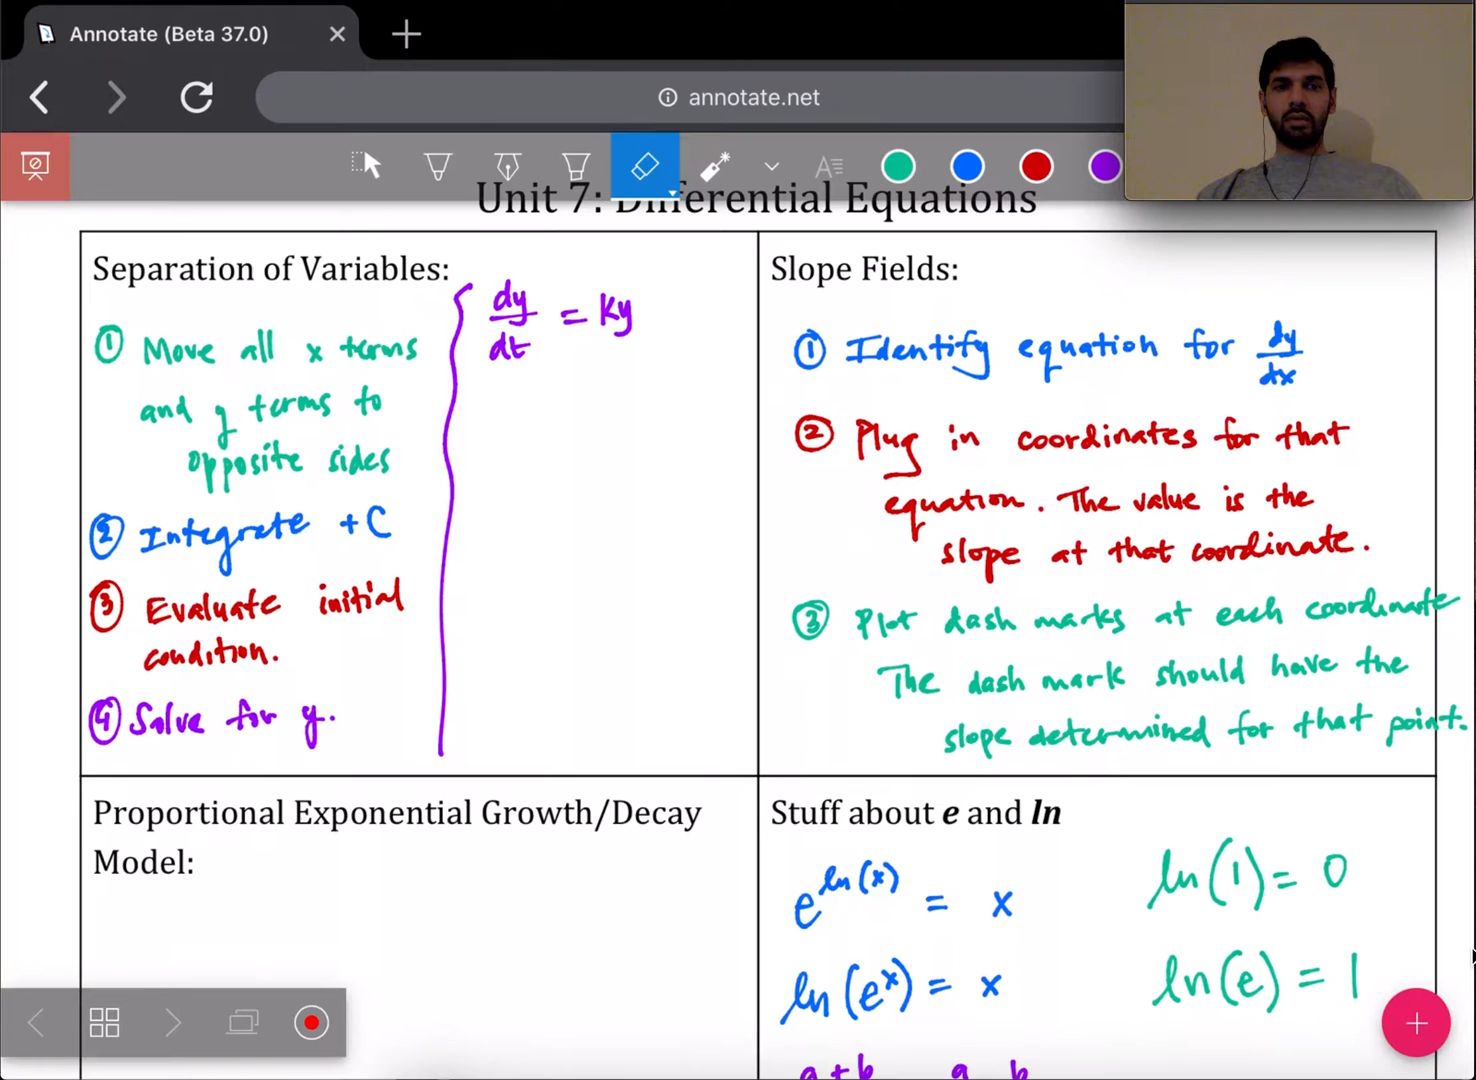 Annotate (Beta 37.0)
annotate.net
Unit 7: Differential Equations
Separation of Variables:
① Move all x terms
and y terms to
opposite sides
② Integrate + C
③ Evaluate initial
condition.
④ Solve for y.
dy/dt = ky
Slope Fields:
① Identify equation for dy/dx
② Plug in coordinates for that
equation. The value is the
slope at that coordinate.
③ Plot dash marks at each coordinate
The dash mark should have the
slope determined for that point.
Proportional Exponential Growth/Decay
Model:
Stuff about e and ln
e^ln(x) = x
ln(e^x) = x
ln(1) = 0
ln(e) = 1